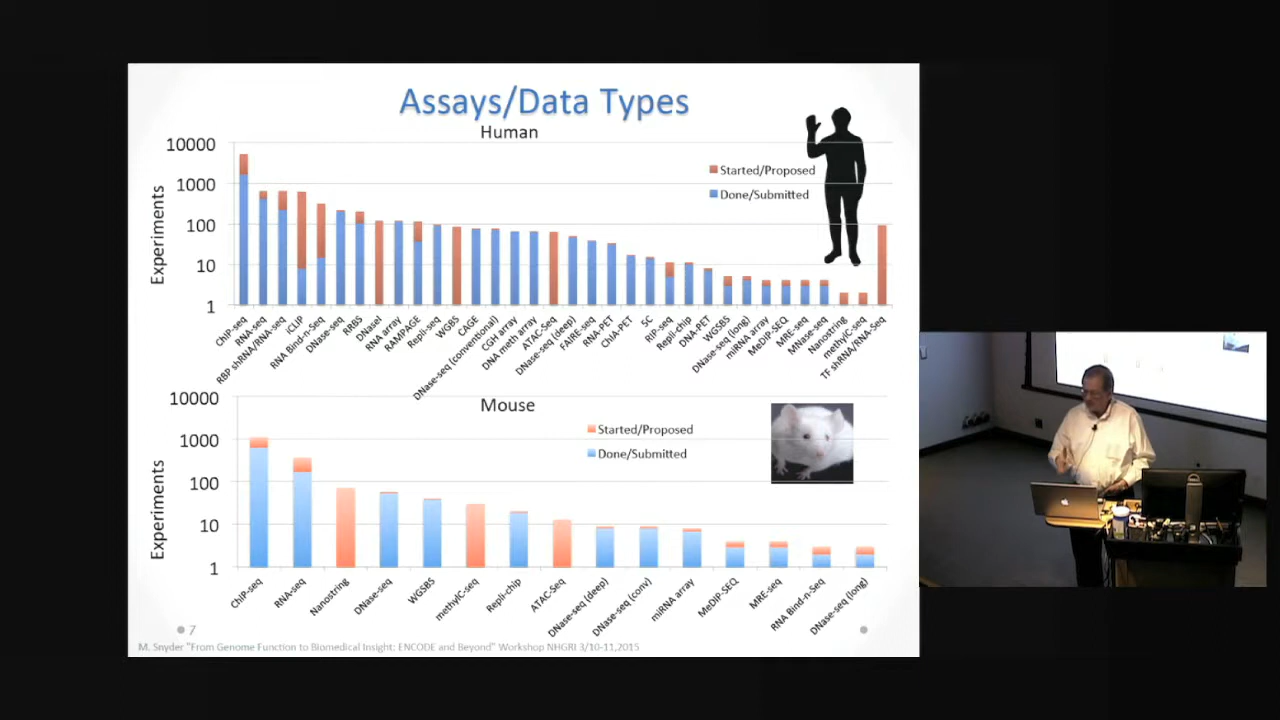 Assays/Data Types
Human
10000
1000
100
10
1
Experiments
Started/Proposed
Done/Submitted
ChIP-seq
RNA-seq
RBP shRNA/RNA-seq
iCLIP
RNA Bind-n-Seq
DNase-seq
RRBS
DNaseI
RNA array
RAMPAGE
Repli-seq
WGBS
CAGE
DNase-seq (conventional)
CGH array
DNA meth array
ATAC-Seq
DNase-seq (deep)
FAIRE-seq
RNA-PET
ChIA-PET
5C
RIP-seq
Repli-chip
DNA-PET
WGSBS
DNase-seq (long)
miRNA array
MeDIP-SEQ
MRE-seq
MNase-seq
Nanostring
methylC-seq
TF shRNA/RNA-Seq
Mouse
10000
1000
100
10
1
Experiments
Started/Proposed
Done/Submitted
ChIP-seq
RNA-seq
Nanostring
DNase-seq
WGSBS
methylC-seq
Repli-chip
ATAC-Seq
DNase-seq (deep)
DNase-seq (conv)
miRNA array
MeDIP-SEQ
MRE-seq
RNA Bind-n-Seq
DNase-seq (long)
7
M. Snyder "From Genome Function to Biomedical Insight: ENCODE and Beyond" Workshop NHGRI 3/10-11,2015